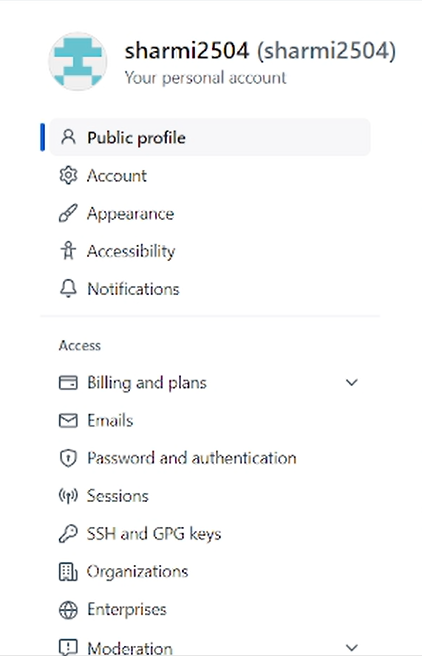 sharmi2504 (sharmi2504)
Your personal account
Public profile
Account
Appearance
Accessibility
Notifications
Access
Billing and plans
Emails
Password and authentication
Sessions
SSH and GPG keys
Organizations
Enterprises
Moderation